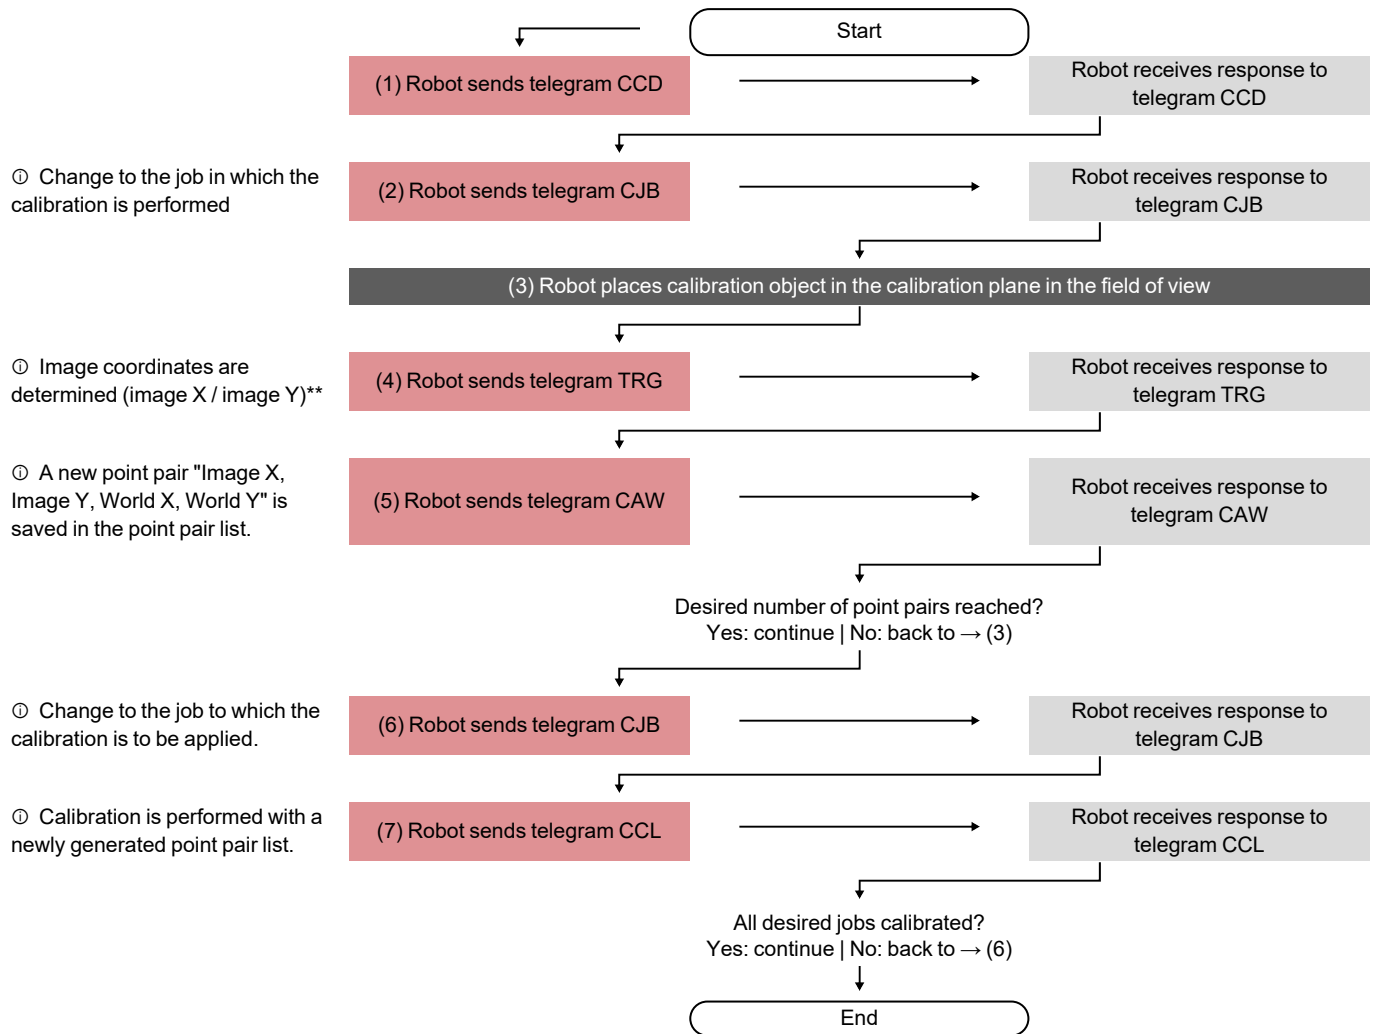 Start
(1) Robot sends telegram CCD
Robot receives response to
telegram CCD
ⓘ Change to the job in which the
calibration is performed
(2) Robot sends telegram CJB
Robot receives response to
telegram CJB
(3) Robot places calibration object in the calibration plane in the field of view
ⓘ Image coordinates are
determined (image X / image Y)**
(4) Robot sends telegram TRG
Robot receives response to
telegram TRG
ⓘ A new point pair "Image X,
Image Y, World X, World Y" is
saved in the point pair list.
(5) Robot sends telegram CAW
Robot receives response to
telegram CAW
Desired number of point pairs reached?
Yes: continue | No: back to → (3)
ⓘ Change to the job to which the
calibration is to be applied.
(6) Robot sends telegram CJB
Robot receives response to
telegram CJB
ⓘ Calibration is performed with a
newly generated point pair list.
(7) Robot sends telegram CCL
Robot receives response to
telegram CCL
All desired jobs calibrated?
Yes: continue | No: back to → (6)
End